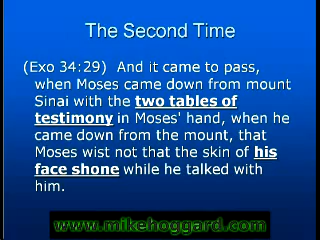 The Second Time
(Exo 34:29)  And it came to pass,
when Moses came down from mount
Sinai with the two tables of
testimony in Moses' hand, when he
came down from the mount, that
Moses wist not that the skin of his
face shone while he talked with
him.
www.mikehoggard.com